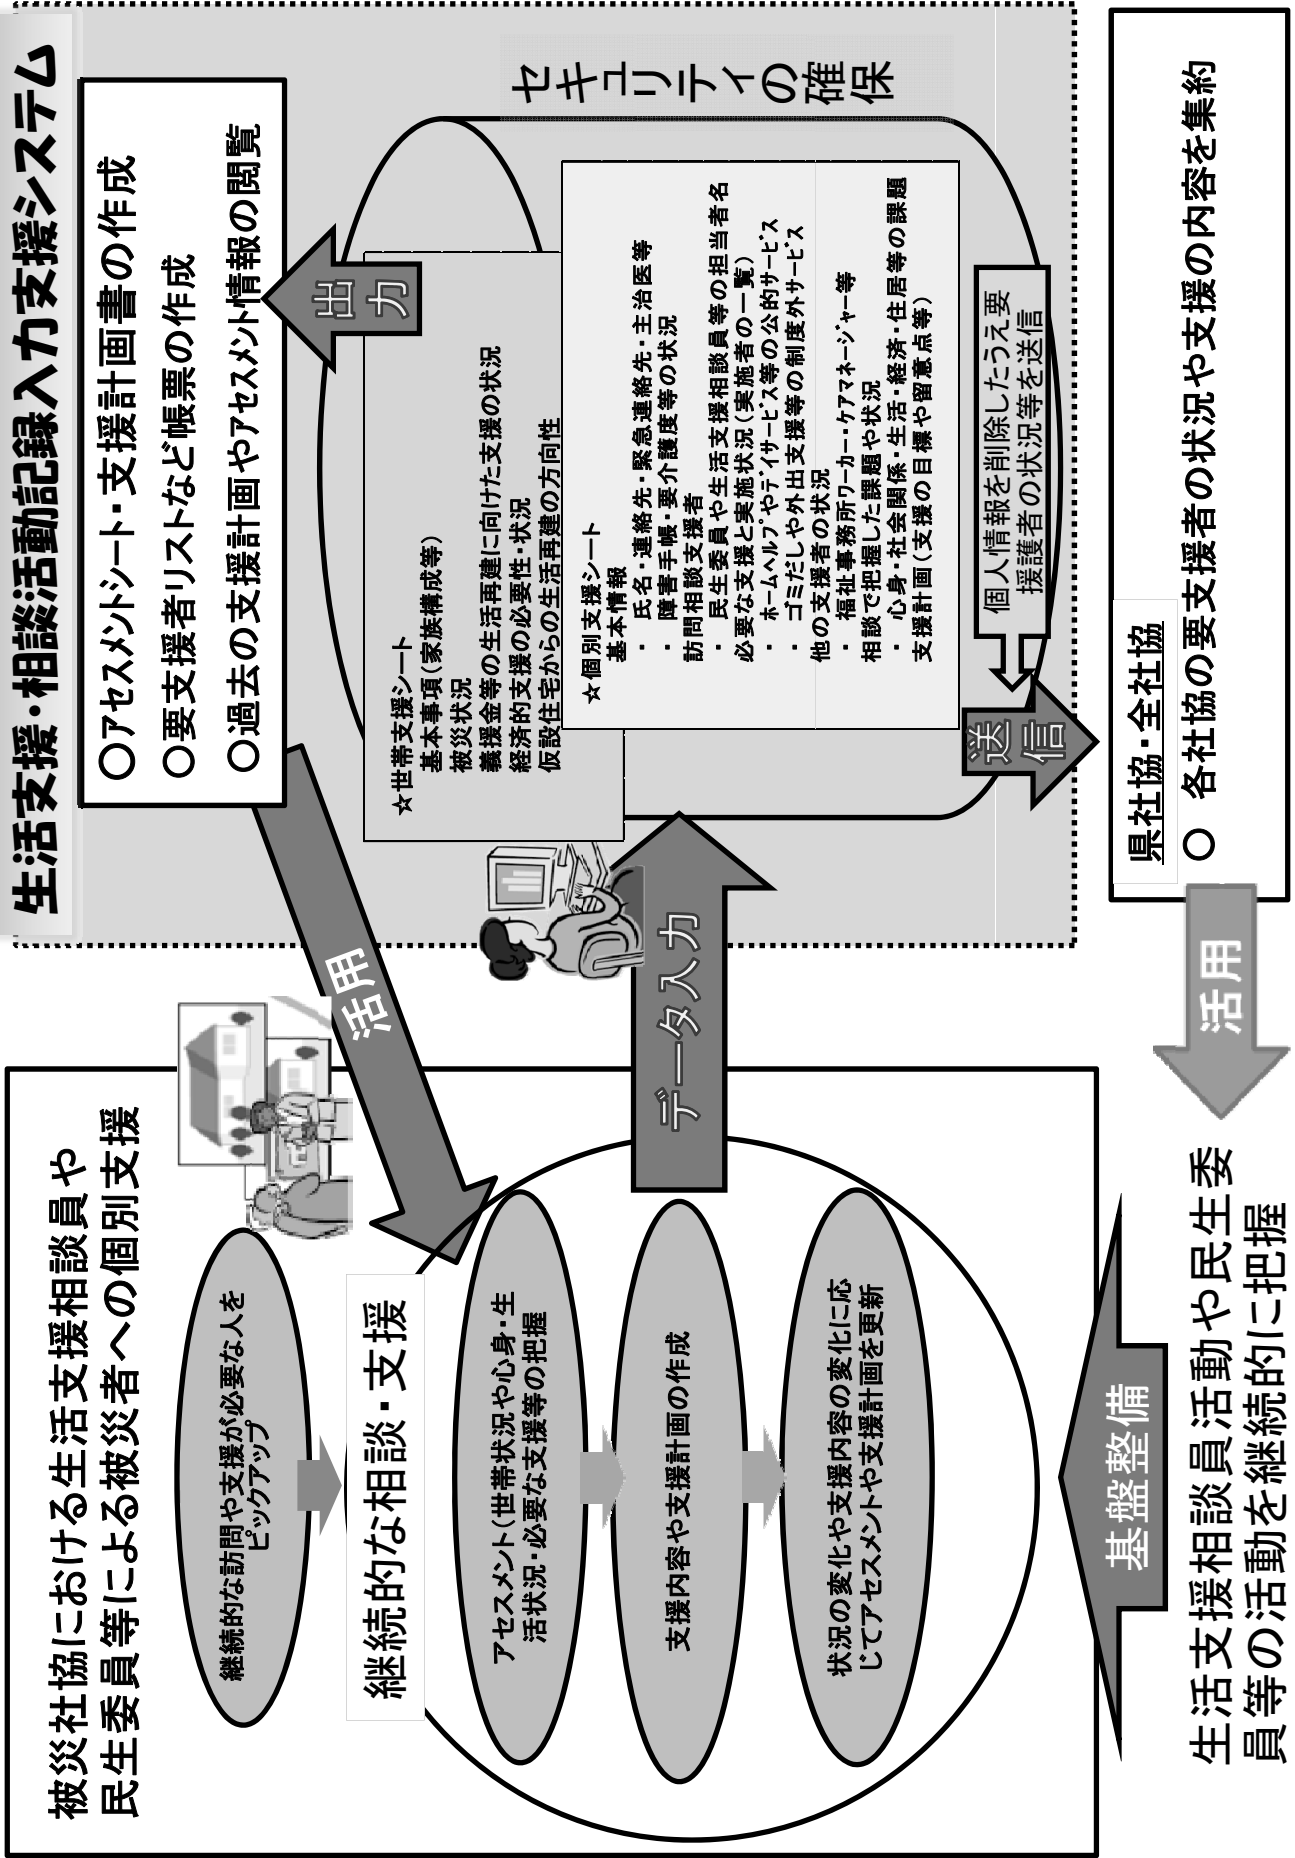 生活支援・相談活動記録入力支援システム
被災社協における生活支援相談員や
民生委員等による被災者への個別支援
継続的な訪問や支援が必要な人を
ピックアップ
継続的な相談・支援
アセスメント(世帯状況や心身・生
活状況・必要な支援等の把握
支援内容や支援計画の作成
状況の変化や支援内容の変化に応
じてアセスメントや支援計画を更新
基盤整備
生活支援相談員活動や民生委
員等の活動を継続的に把握
活用
データ入力
○アセスメントシート・支援計画書の作成
○要支援者リストなど帳票の作成
○過去の支援計画やアセスメント情報の閲覧
出力
☆世帯支援シート
基本事項(家族構成等)
被災状況
義援金等の生活再建に向けた支援の状況
経済的支援の必要性・状況
仮設住宅からの生活再建の方向性
☆個別支援シート
基本情報
・ 氏名・連絡先・緊急連絡先・主治医等
・ 障害手帳・要介護度等の状況
訪問相談支援者
・ 民生委員や生活支援相談員等の担当者名
必要な支援と実施状況(実施者の一覧)
・ ホームヘルプやデイサービス等の公的サービス
・ ゴミだしや外出支援等の制度外サービス
他の支援者の状況
・ 福祉事務所ワーカー・ケアマネージャー等
相談で把握した課題や状況
・ 心身・社会関係・生活・経済・住居等の課題
支援計画(支援の目標や留意点等)
セキュリティの確保
個人情報を削除したうえ要
援護者の状況等を送信
送信
県社協・全社協
○ 各社協の要支援者の状況や支援の内容を集約
活用